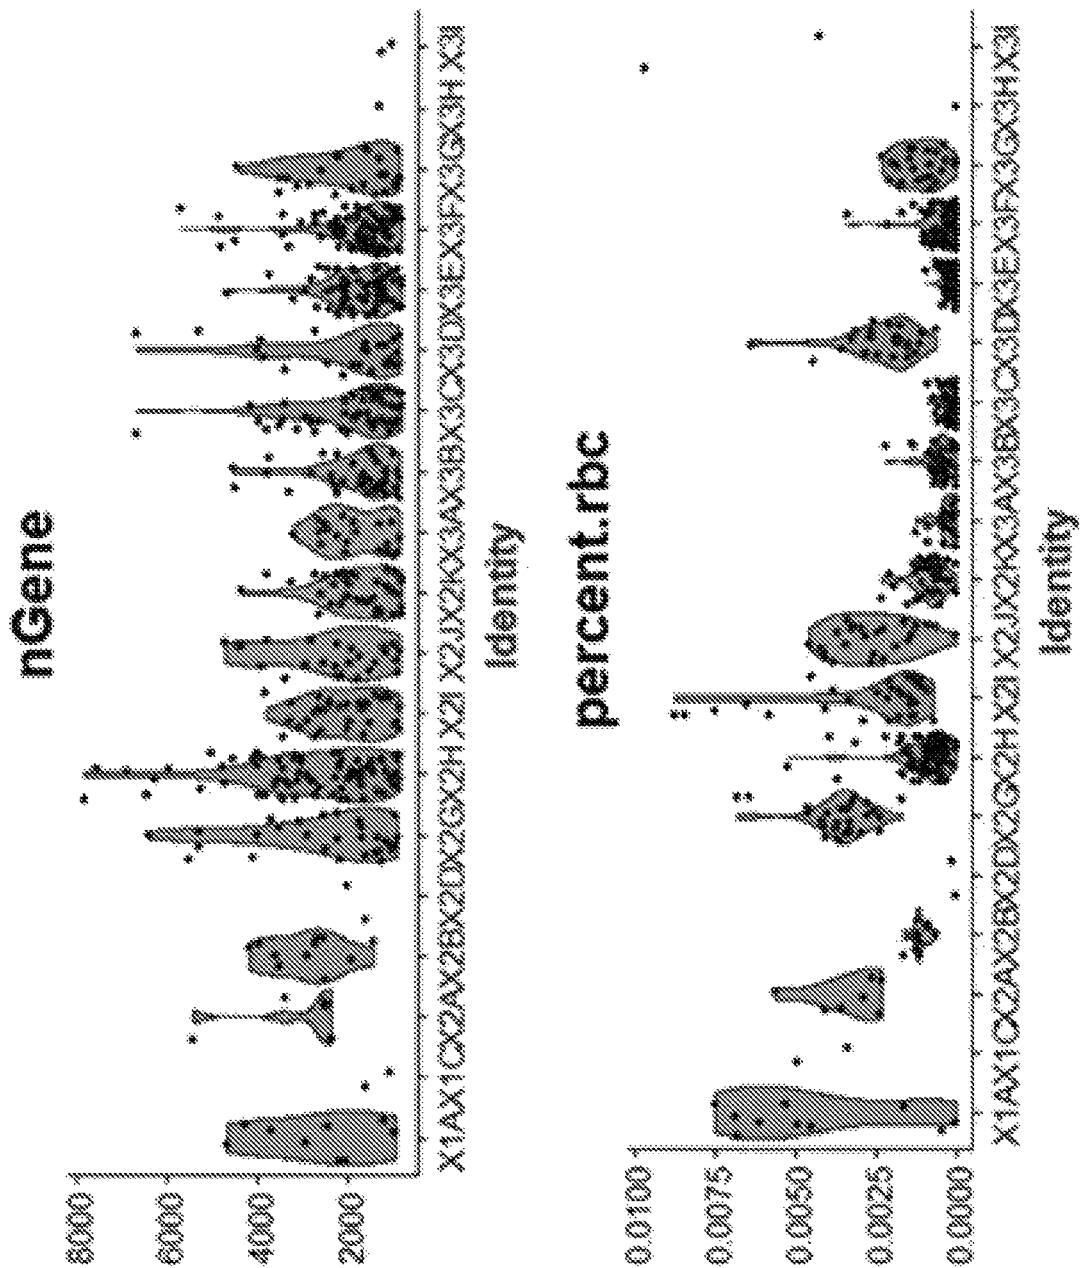 nGene
8000
6000
4000
2000
X1AX1CX2AX2BX2DX2GX2H X2I X2JX2KX3AX3BX3CX3DX3EX3FX3GX3H X3I
Identity
percent.rbc
0.0100
0.0075
0.0050
0.0025
0.0000
X1AX1CX2AX2BX2DX2GX2H X2I X2JX2KX3AX3BX3CX3DX3EX3FX3GX3H X3I
Identity